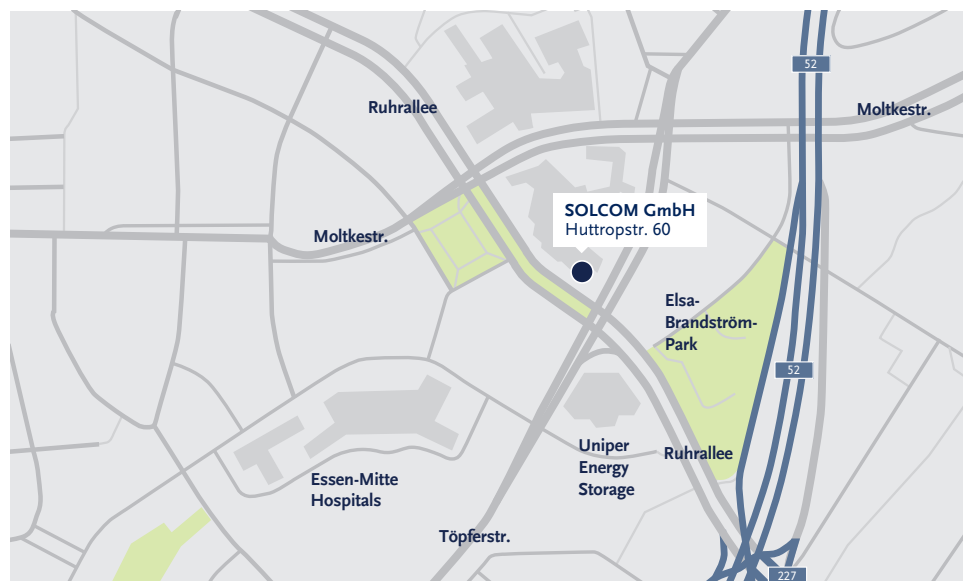 52
Ruhrallee
Moltkestr.
SOLCOM GmbH
Huttropstr. 60
Moltkestr.
Elsa-
Brandström-
Park
52
Uniper
Energy
Storage
Ruhrallee
Essen-Mitte
Hospitals
Töpferstr.
227